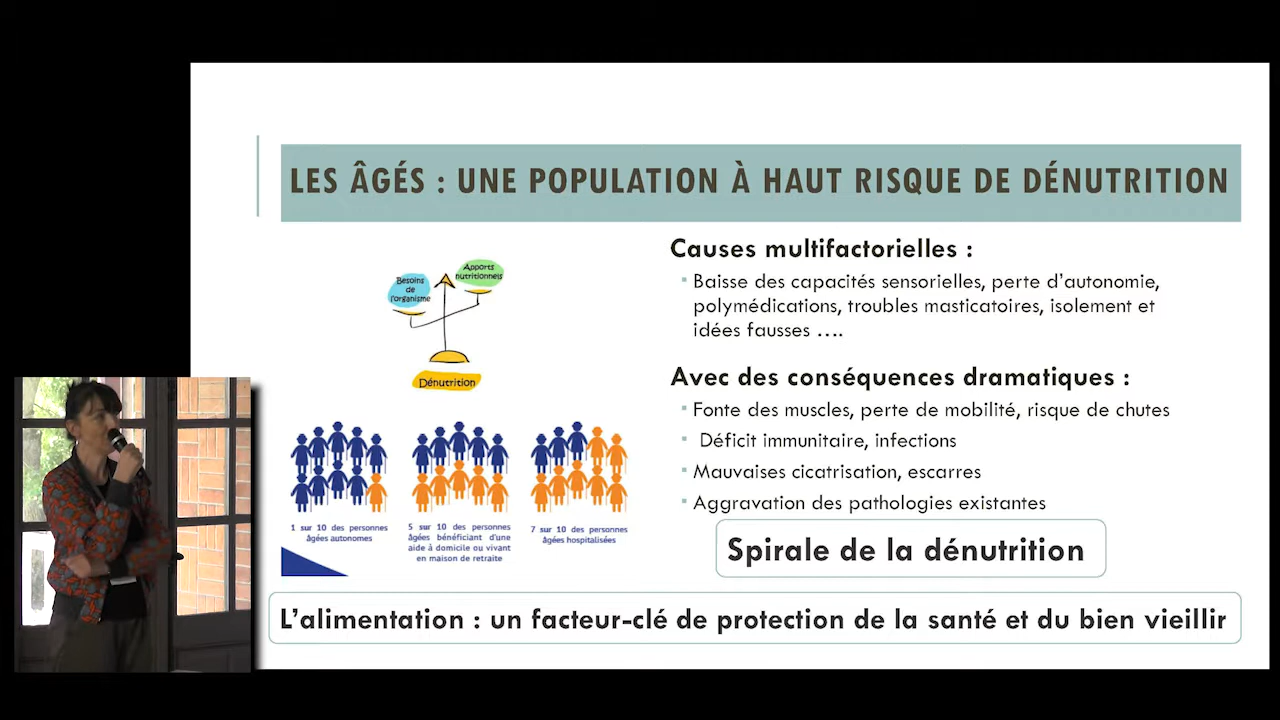 LES ÂGÉS : UNE POPULATION À HAUT RISQUE DE DÉNUTRITION
Besoins
de
l'organisme
Apports
nutritionnels
Dénutrition
1 sur 10 des personnes
âgées autonomes
5 sur 10 des personnes
âgées bénéficiant d'une
aide à domicile ou vivant
en maison de retraite
7 sur 10 des personnes
âgées hospitalisées
Causes multifactorielles :
Baisse des capacités sensorielles, perte d'autonomie,
polymédications, troubles masticatoires, isolement et
idées fausses ....
Avec des conséquences dramatiques :
Fonte des muscles, perte de mobilité, risque de chutes
Déficit immunitaire, infections
Mauvaises cicatrisation, escarres
Aggravation des pathologies existantes
Spirale de la dénutrition
L'alimentation : un facteur-clé de protection de la santé et du bien vieillir